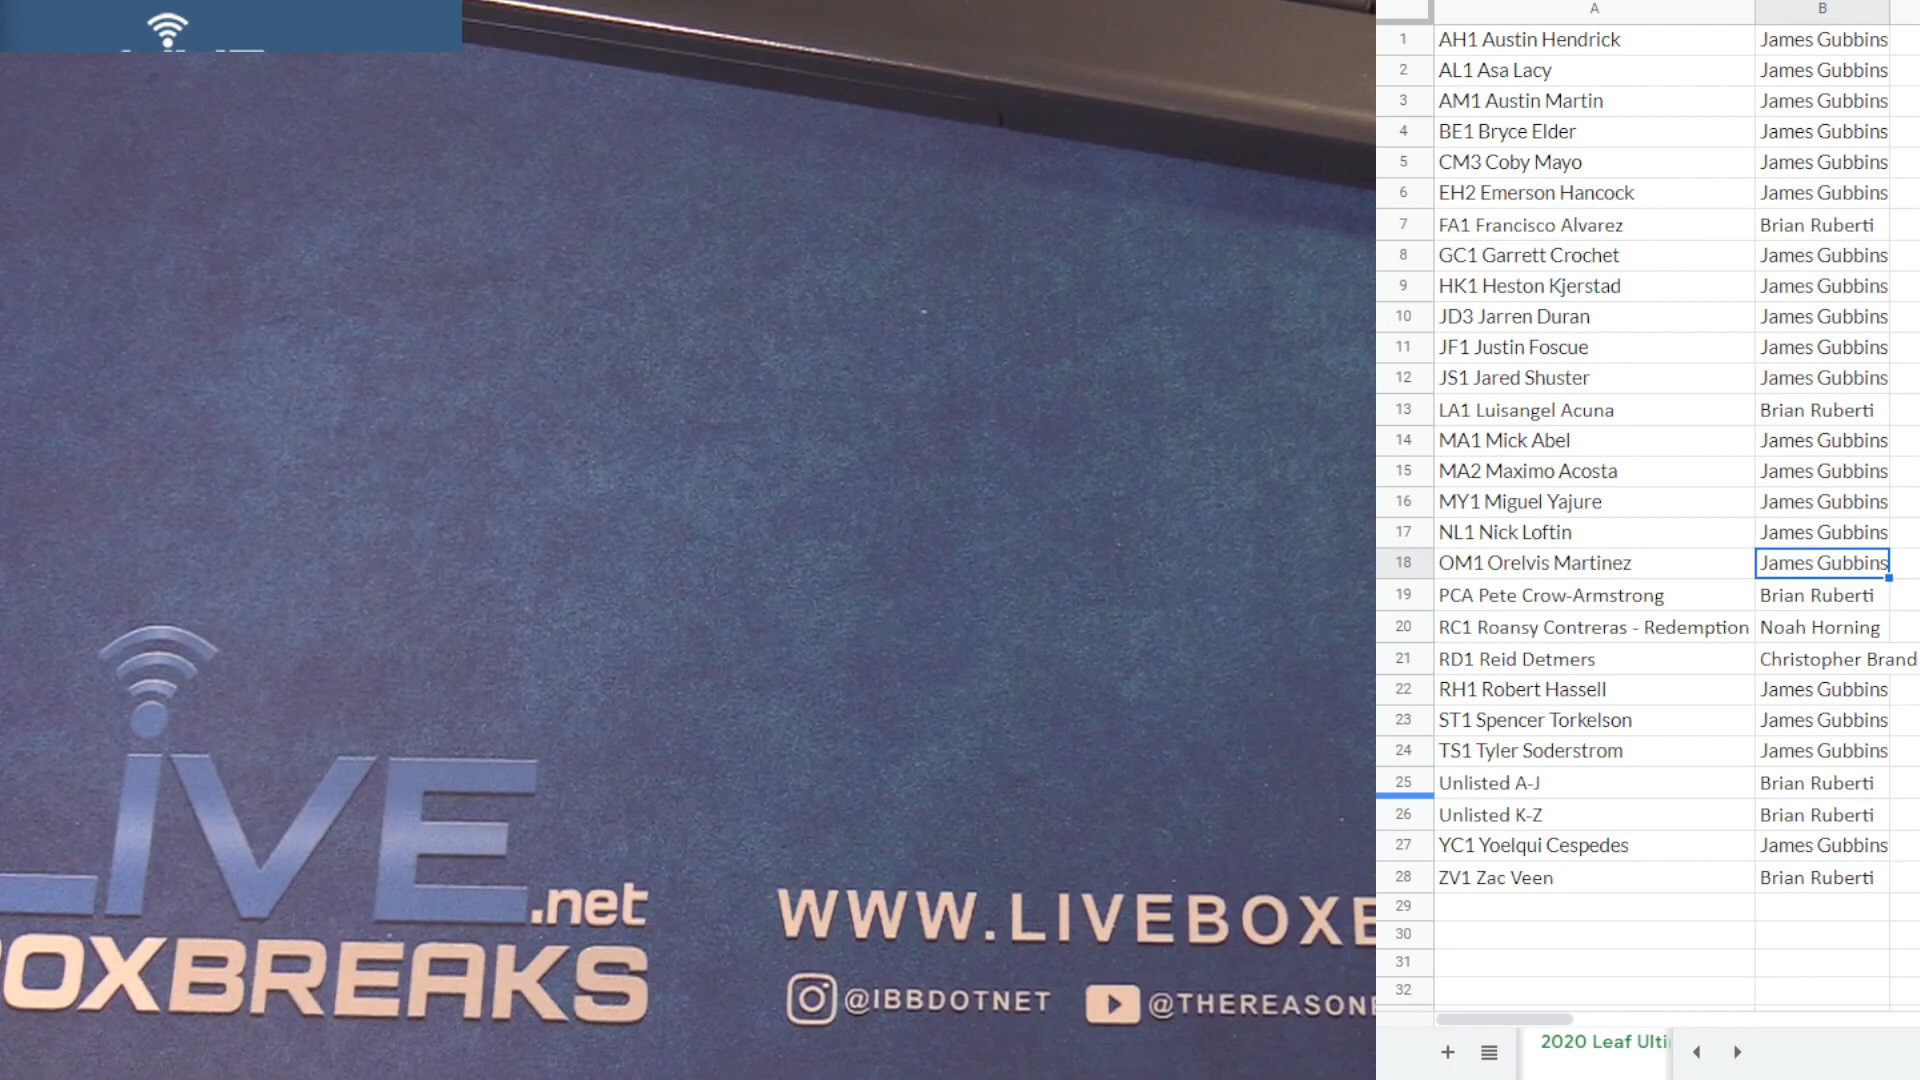 LIVE
.net
OXBREAKS
WWW.LIVEBOXB
@IBBDOTNET
@THEREASON
A B
1 AH1 Austin Hendrick James Gubbins
2 AL1 Asa Lacy James Gubbins
3 AM1 Austin Martin James Gubbins
4 BE1 Bryce Elder James Gubbins
5 CM3 Coby Mayo James Gubbins
6 EH2 Emerson Hancock James Gubbins
7 FA1 Francisco Alvarez Brian Ruberti
8 GC1 Garrett Crochet James Gubbins
9 HK1 Heston Kjerstad James Gubbins
10 JD3 Jarren Duran James Gubbins
11 JF1 Justin Foscue James Gubbins
12 JS1 Jared Shuster James Gubbins
13 LA1 Luisangel Acuna Brian Ruberti
14 MA1 Mick Abel James Gubbins
15 MA2 Maximo Acosta James Gubbins
16 MY1 Miguel Yajure James Gubbins
17 NL1 Nick Loftin James Gubbins
18 OM1 Orelvis Martinez James Gubbins
19 PCA Pete Crow-Armstrong Brian Ruberti
20 RC1 Roansy Contreras - Redemption Noah Horning
21 RD1 Reid Detmers Christopher Brand
22 RH1 Robert Hassell James Gubbins
23 ST1 Spencer Torkelson James Gubbins
24 TS1 Tyler Soderstrom James Gubbins
25 Unlisted A-J Brian Ruberti
26 Unlisted K-Z Brian Ruberti
27 YC1 Yoelqui Cespedes James Gubbins
28 ZV1 Zac Veen Brian Ruberti
29
30
31
32
2020 Leaf Ulti